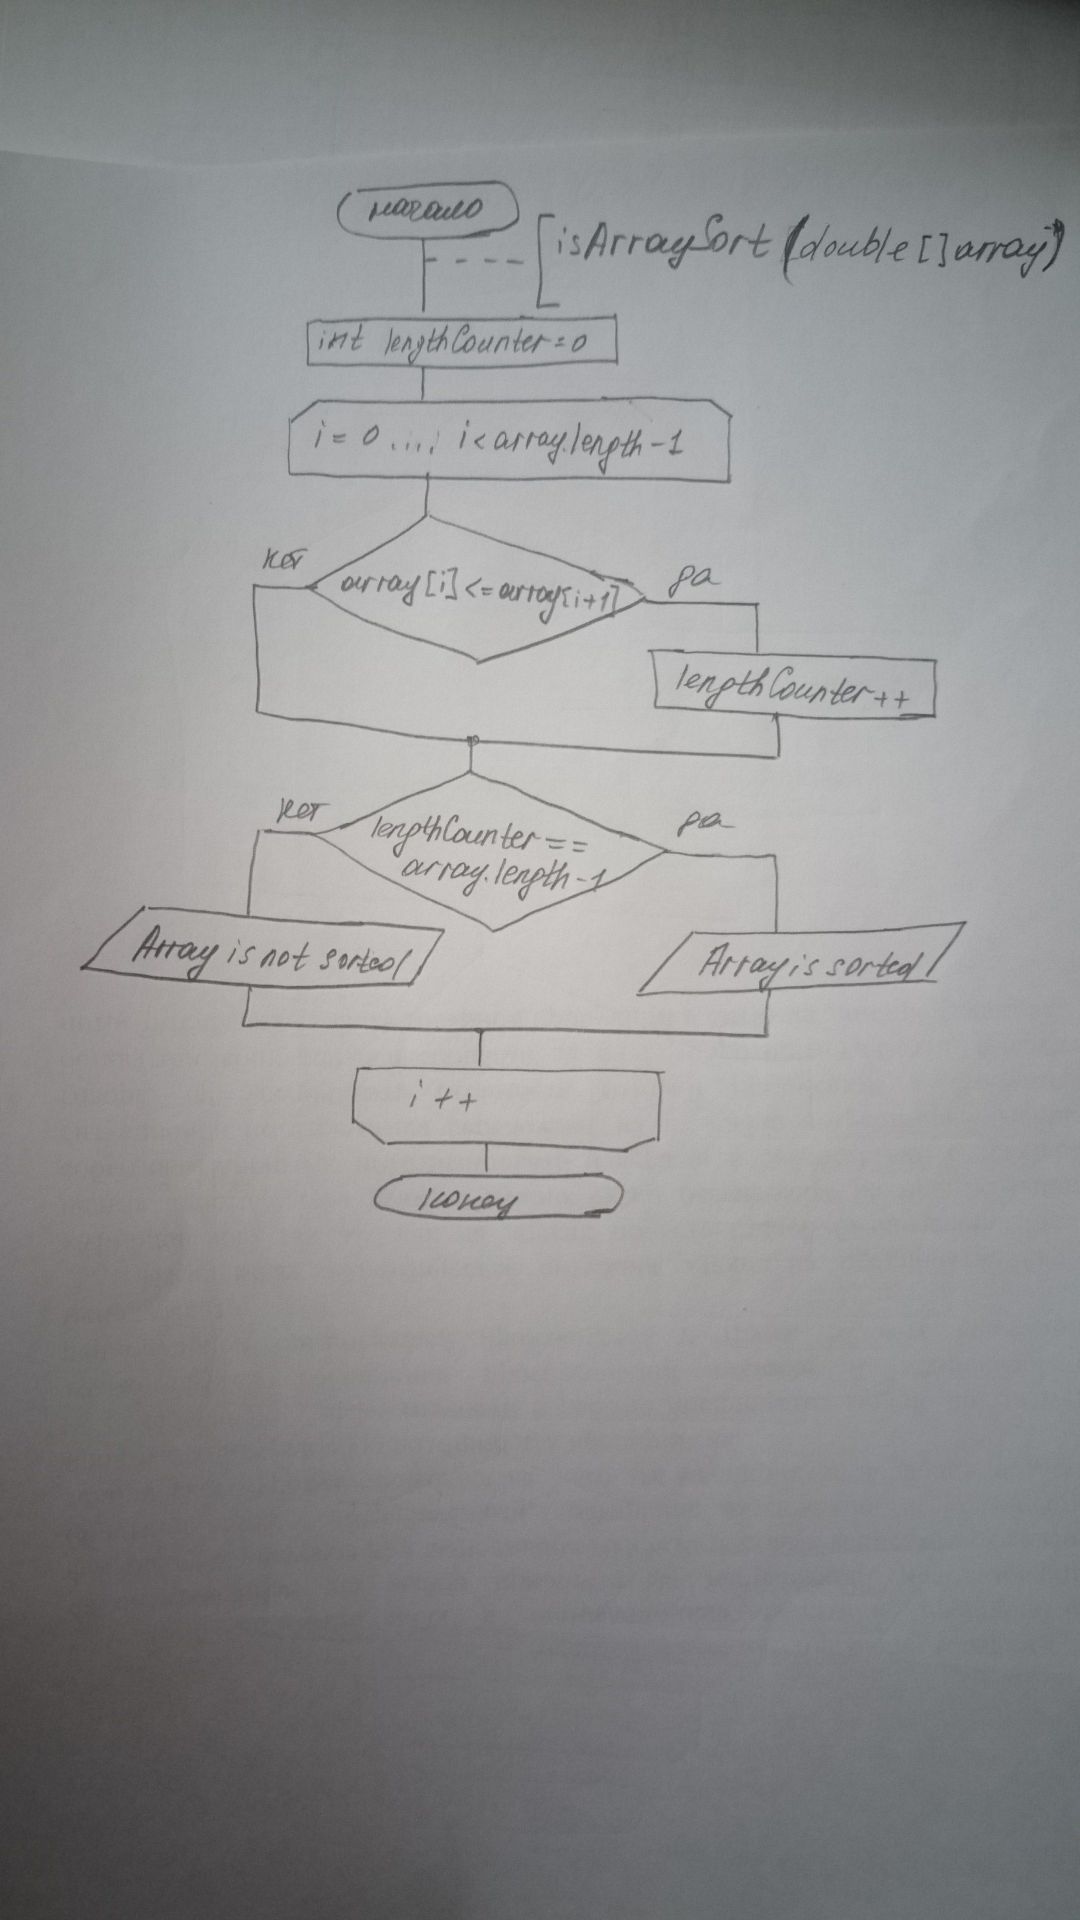 начало
isArraySort (double [] array)
int lengthCounter = 0
i = 0 ....; i < array.length - 1
array[i] <= array[i+1]
нет
да
lengthCounter++
lengthCounter ==
array.length - 1
нет
да
Array is not sorted
Array is sorted
i ++
конец